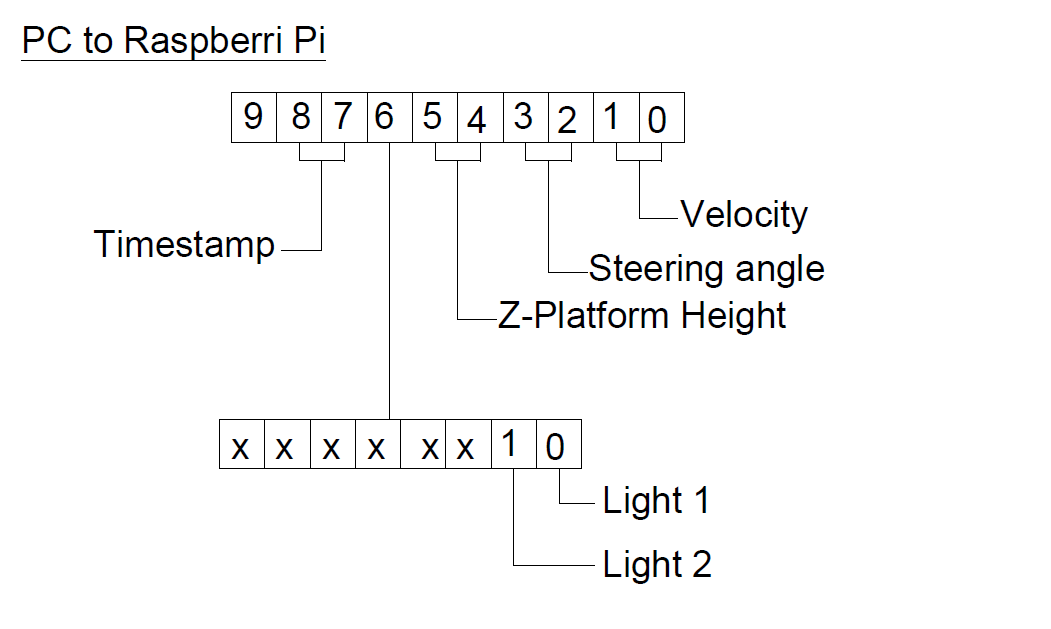 PC to Raspberri Pi
9 8 7 6 5 4 3 2 1 0
Velocity
Timestamp
Steering angle
Z-Platform Height
x x x x x x 1 0
Light 1
Light 2